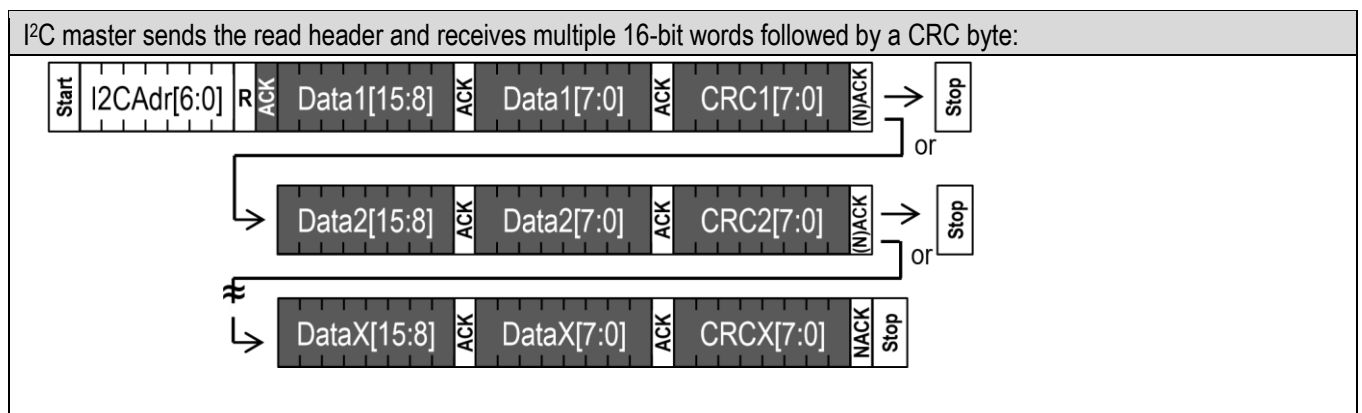 I²C master sends the read header and receives multiple 16-bit words followed by a CRC byte:
Start I2CAdr[6:0] R ACK Data1[15:8] ACK Data1[7:0] ACK CRC1[7:0] (N)ACK Stop
or
Data2[15:8] ACK Data2[7:0] ACK CRC2[7:0] (N)ACK Stop
or
DataX[15:8] ACK DataX[7:0] ACK CRCX[7:0] NACK Stop